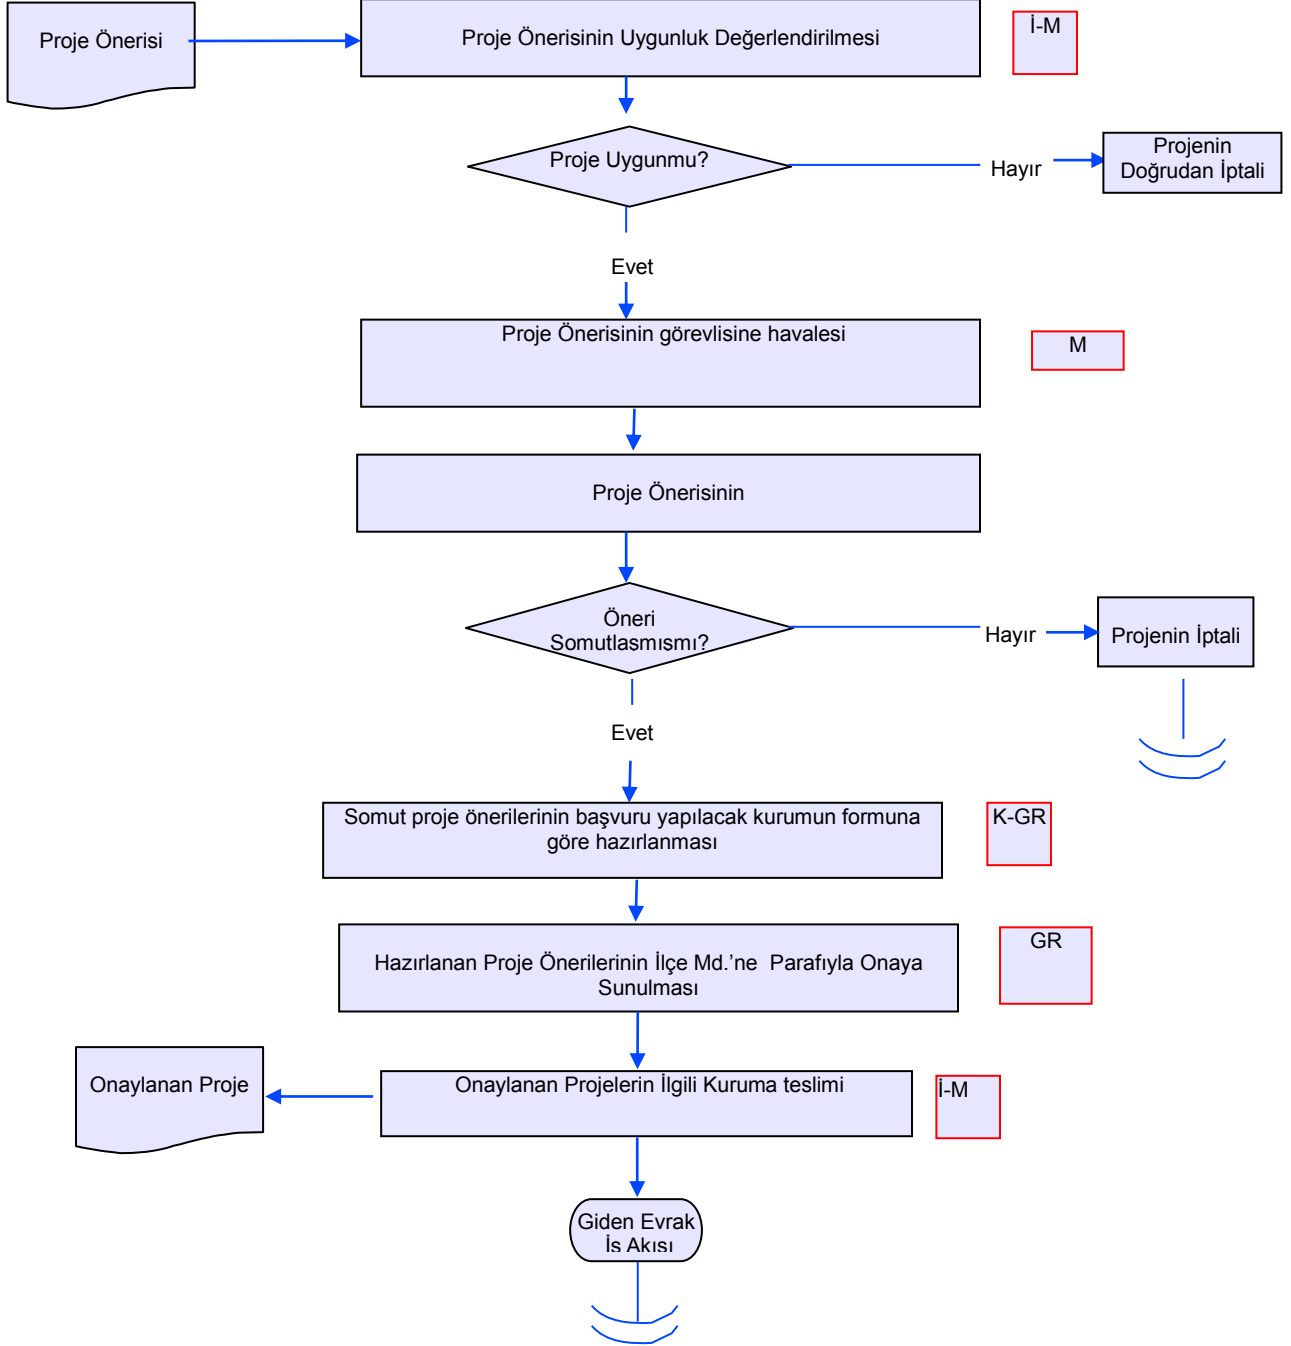 Proje Önerisi
Proje Önerisinin Uygunluk Değerlendirilmesi
İ-M
Proje Uygunmu?
Hayır
Projenin
Doğrudan İptali
Evet
Proje Önerisinin görevlisine havalesi
M
Proje Önerisinin
Öneri
Somutlasmısmı?
Hayır
Projenin İptali
Evet
Somut proje önerilerinin başvuru yapılacak kurumun formuna
göre hazırlanması
K-GR
Hazırlanan Proje Önerilerinin İlçe Md.’ne Parafıyla Onaya
Sunulması
GR
Onaylanan Proje
Onaylanan Projelerin İlgili Kuruma teslimi
İ-M
Giden Evrak
İs Akısı